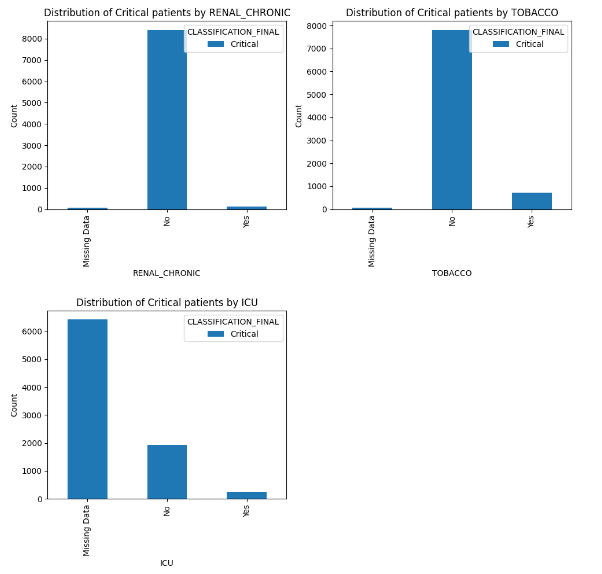 Distribution of Critical patients by RENAL_CHRONIC
CLASSIFICATION_FINAL
Critical
8000
7000
6000
5000
4000
3000
2000
1000
0
Count
Missing Data
No
Yes
RENAL_CHRONIC
Distribution of Critical patients by TOBACCO
CLASSIFICATION_FINAL
Critical
8000
7000
6000
5000
4000
3000
2000
1000
0
Count
Missing Data
No
Yes
TOBACCO
Distribution of Critical patients by ICU
CLASSIFICATION_FINAL
Critical
6000
5000
4000
3000
2000
1000
0
Count
Missing Data
No
Yes
ICU